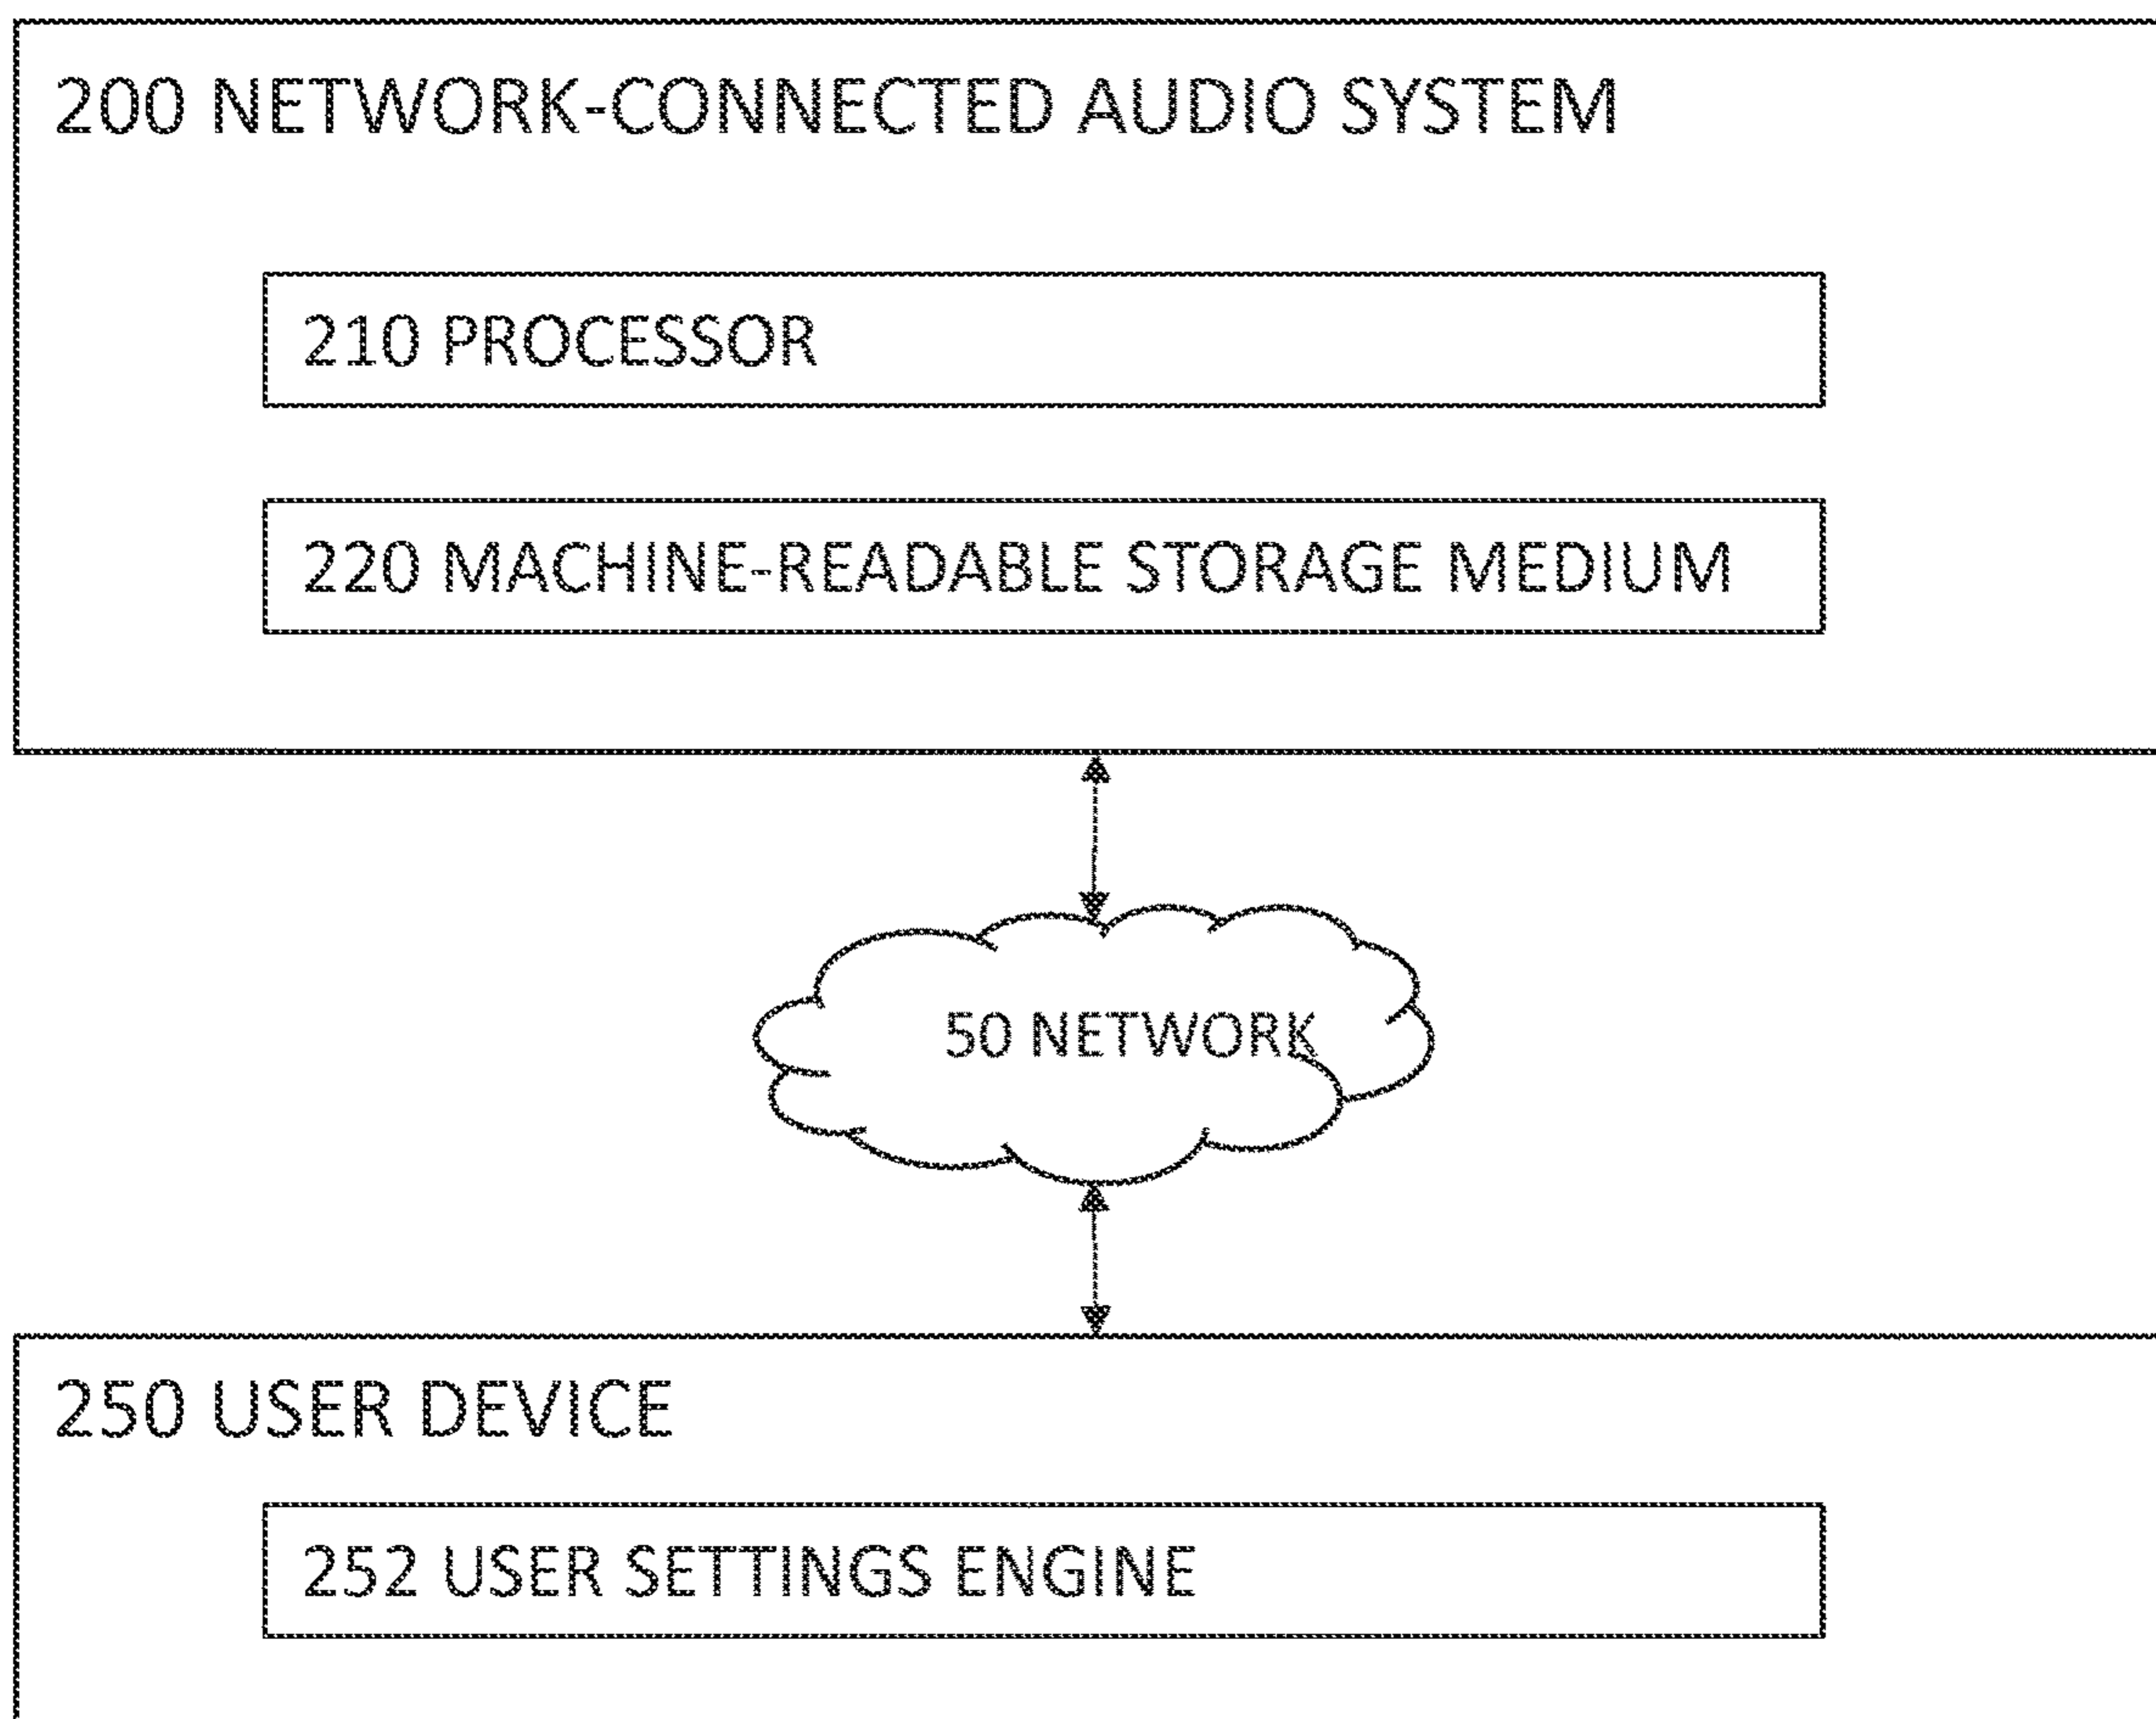 200 NETWORK-CONNECTED AUDIO SYSTEM
210 PROCESSOR
220 MACHINE-READABLE STORAGE MEDIUM
50 NETWORK
250 USER DEVICE
252 USER SETTINGS ENGINE